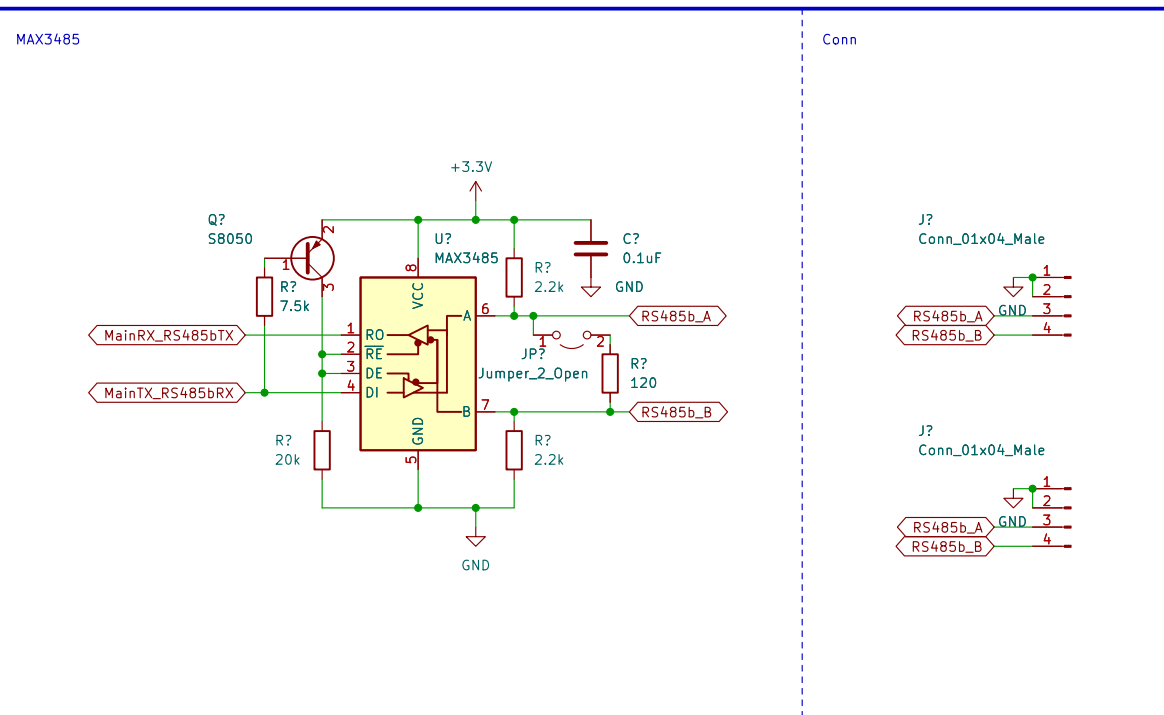 MAX3485
Conn
+3.3V
Q?
S8050
2
1
3
R?
7.5k
U?
MAX3485
8
VCC
R?
2.2k
C?
0.1uF
GND
MainRX_RS485bTX
1
RO
2
RE
3
DE
4
DI
MainTX_RS485bRX
A
6
RS485b_A
1
2
JP?
Jumper_2_Open
R?
120
B
7
RS485b_B
GND
5
R?
20k
R?
2.2k
GND
J?
Conn_01x04_Male
1
2
GND
RS485b_A
3
RS485b_B
4
J?
Conn_01x04_Male
1
2
GND
RS485b_A
3
RS485b_B
4